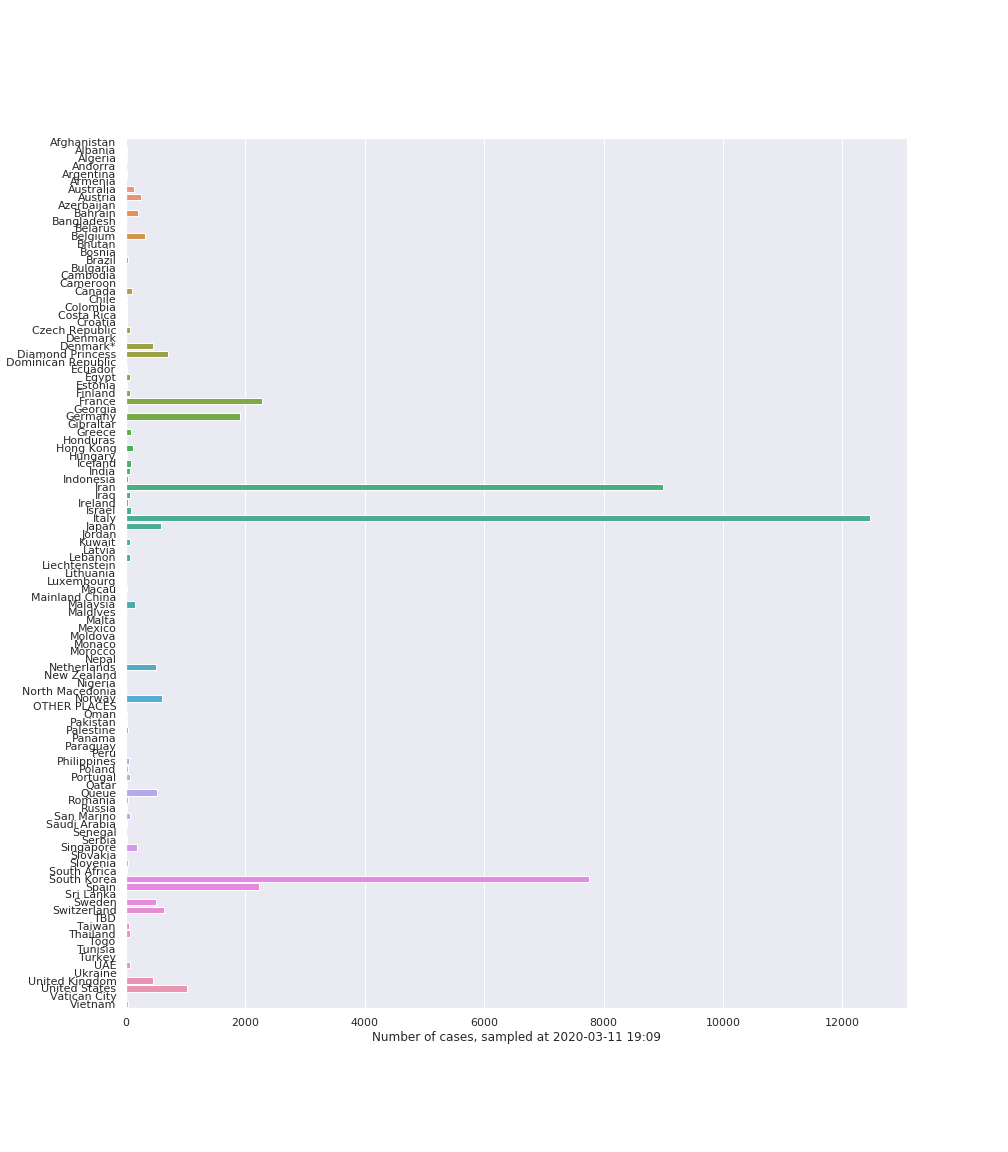 Afghanistan
Albania
Algeria
Andorra
Argentina
Armenia
Australia
Austria
Azerbaijan
Bahrain
Bangladesh
Belarus
Belgium
Bhutan
Bosnia
Brazil
Bulgaria
Cambodia
Cameroon
Canada
Chile
Colombia
Costa Rica
Croatia
Czech Republic
Denmark
Denmark*
Diamond Princess
Dominican Republic
Ecuador
Egypt
Estonia
Finland
France
Georgia
Germany
Gibraltar
Greece
Honduras
Hong Kong
Hungary
Iceland
India
Indonesia
Iran
Iraq
Ireland
Israel
Italy
Japan
Jordan
Kuwait
Latvia
Lebanon
Liechtenstein
Lithuania
Luxembourg
Macau
Mainland China
Malaysia
Maldives
Malta
Mexico
Moldova
Monaco
Morocco
Nepal
Netherlands
New Zealand
Nigeria
North Macedonia
Norway
OTHER PLACES
Oman
Pakistan
Palestine
Panama
Paraguay
Peru
Philippines
Poland
Portugal
Qatar
Queue
Romania
Russia
San Marino
Saudi Arabia
Senegal
Serbia
Singapore
Slovakia
Slovenia
South Africa
South Korea
Spain
Sri Lanka
Sweden
Switzerland
TBD
Taiwan
Thailand
Togo
Tunisia
Turkey
UAE
Ukraine
United Kingdom
United States
Vatican City
Vietnam
0 2000 4000 6000 8000 10000 12000
Number of cases, sampled at 2020-03-11 19:09